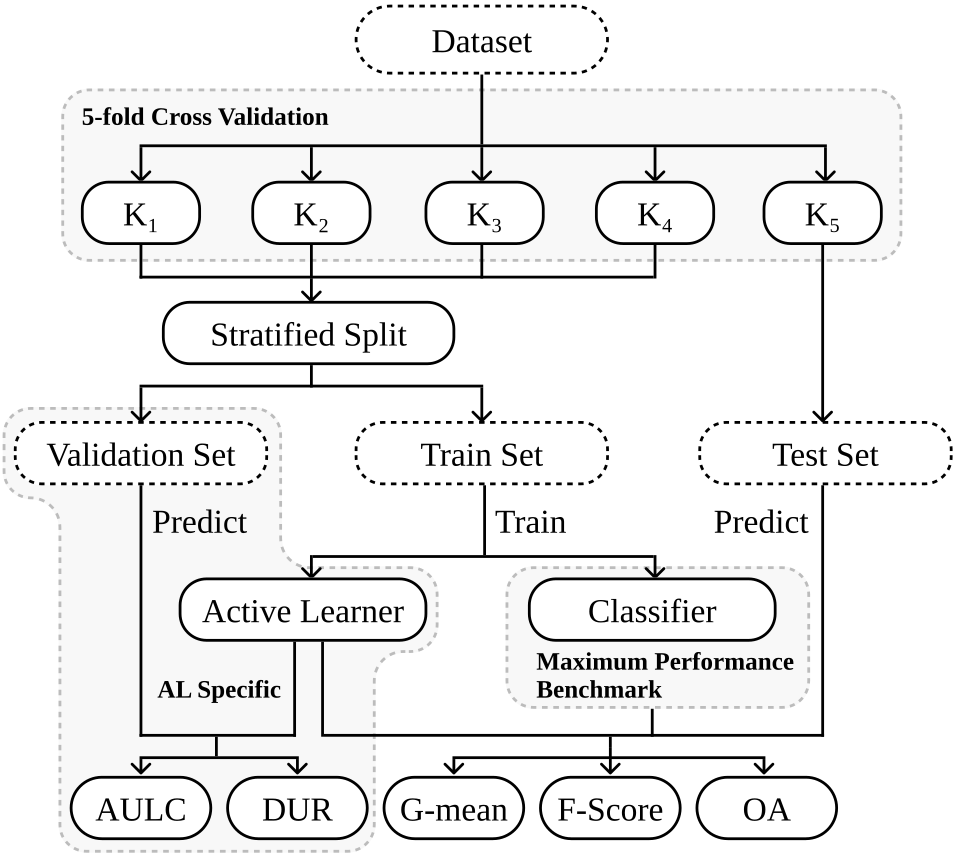 Dataset
5-fold Cross Validation
K₁ K₂ K₃ K₄ K₅
Stratified Split
Validation Set Train Set Test Set
Predict Train Predict
Active Learner Classifier
Maximum Performance
Benchmark
AL Specific
AULC DUR G-mean F-Score OA